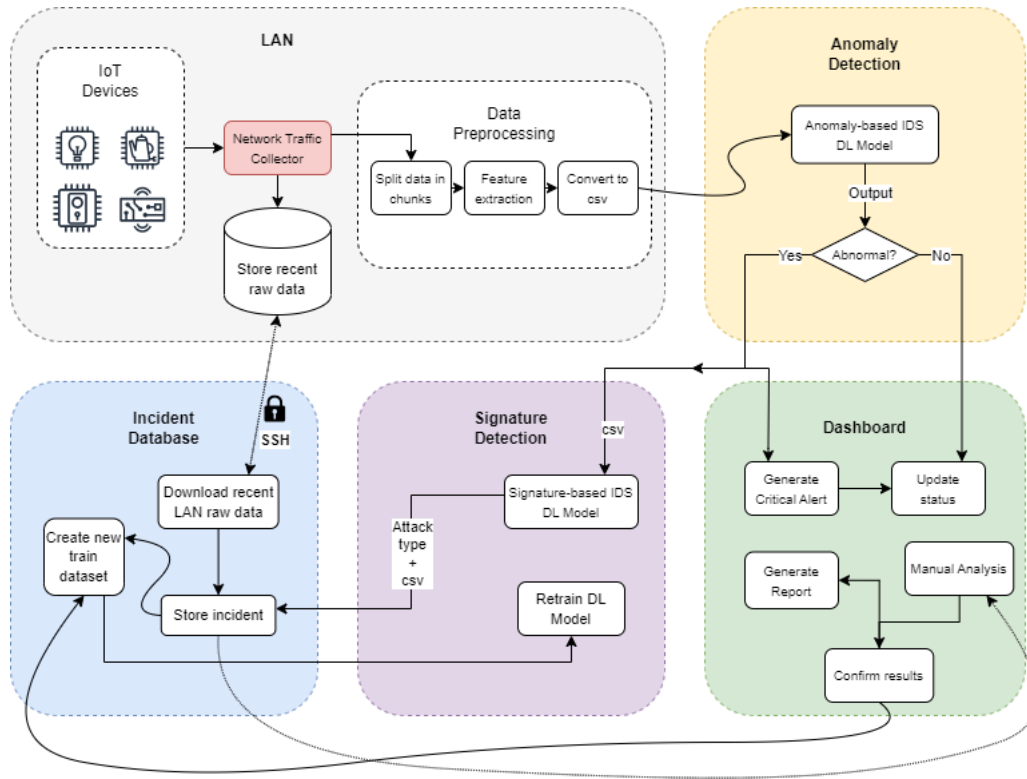 LAN
IoT
Devices
Network Traffic
Collector
Store recent
raw data
Data
Preprocessing
Split data in
chunks
Feature
extraction
Convert to
csv
Anomaly
Detection
Anomaly-based IDS
DL Model
Output
Abnormal?
Yes
No
Incident
Database
SSH
Download recent
LAN raw data
Create new
train
dataset
Store incident
Signature
Detection
csv
Signature-based IDS
DL Model
Attack
type
+
csv
Retrain DL
Model
Dashboard
Generate
Critical Alert
Update
status
Generate
Report
Manual Analysis
Confirm results